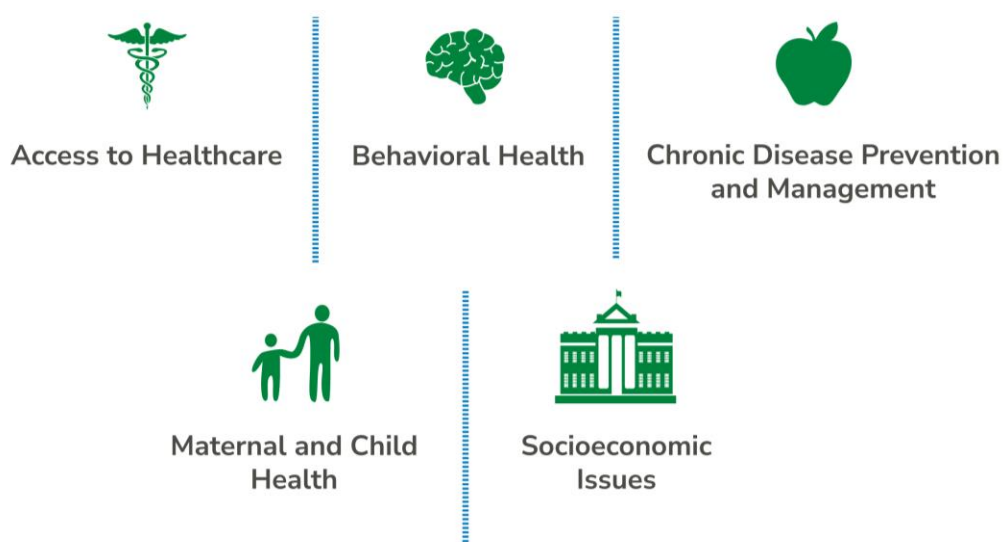 Access to Healthcare
Behavioral Health
Chronic Disease Prevention
and Management
Maternal and Child
Health
Socioeconomic
Issues